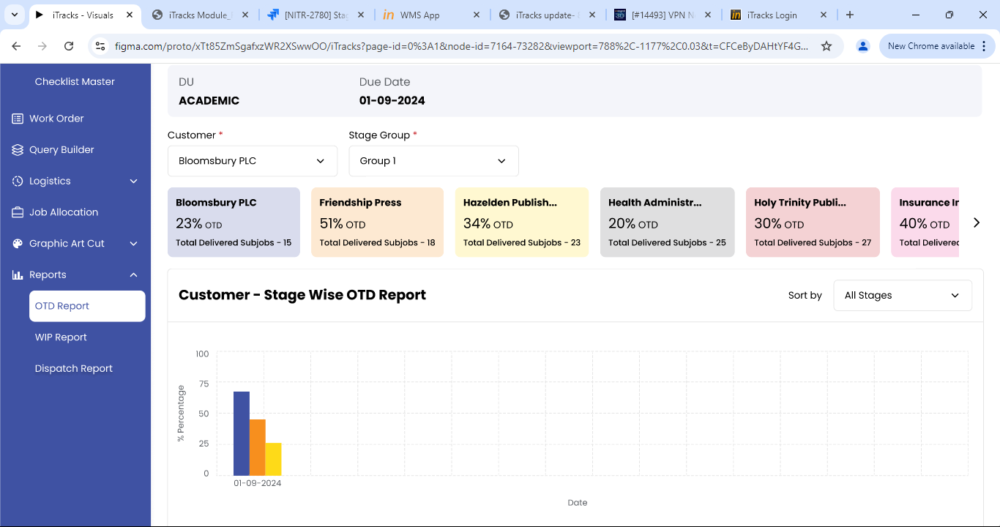 iTracks - Visuals
iTracks Module_
[NITR-2780] Sta
WMS App
iTracks update-
[#14493] VPN N
iTracks Login
figma.com/proto/xTt85ZmSgafxzWR2XSwwOO/iTracks?page-id=0%3A1&node-id=7164-73282&viewport=788%2C-1177%2C0.03&t=CFCeByDAHtYF4G...
New Chrome available
Checklist Master
Work Order
Query Builder
Logistics
Job Allocation
Graphic Art Cut
Reports
OTD Report
WIP Report
Dispatch Report
DU
ACADEMIC
Due Date
01-09-2024
Customer *
Bloomsbury PLC
Stage Group *
Group 1
Bloomsbury PLC
23% OTD
Total Delivered Subjobs - 15
Friendship Press
51% OTD
Total Delivered Subjobs - 18
Hazelden Publish...
34% OTD
Total Delivered Subjobs - 23
Health Administr...
20% OTD
Total Delivered Subjobs - 25
Holy Trinity Publi...
30% OTD
Total Delivered Subjobs - 27
Insurance In
40% OTD
Total Delivered
Customer - Stage Wise OTD Report
Sort by
All Stages
% Percentage
100
75
50
25
0
01-09-2024
Date